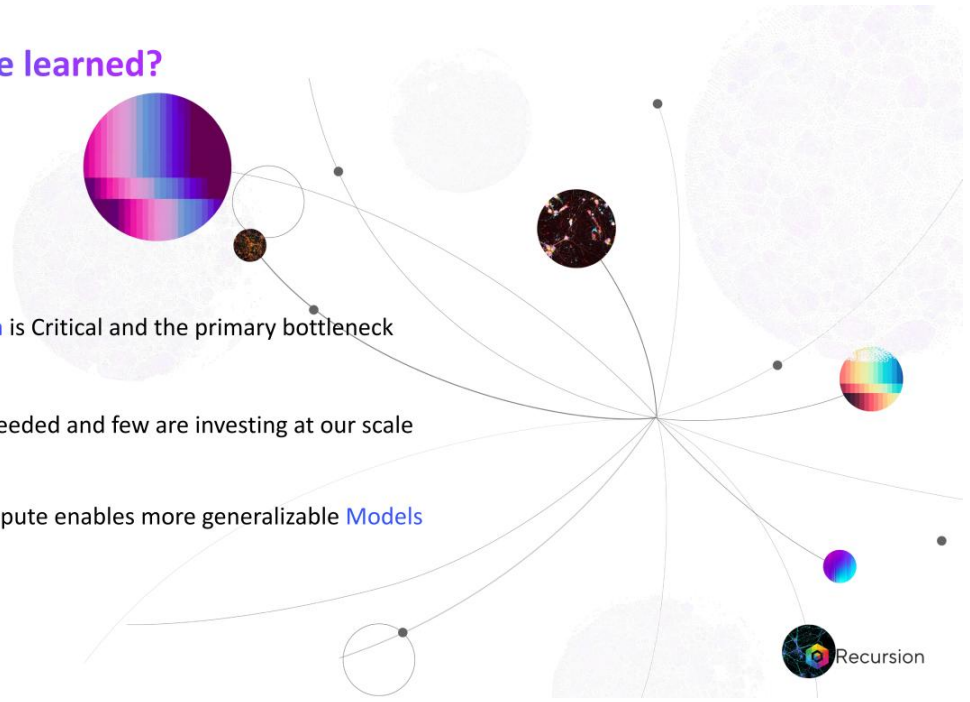 e learned?
is Critical and the primary bottleneck
eeded and few are investing at our scale
pute enables more generalizable Models
Recursion